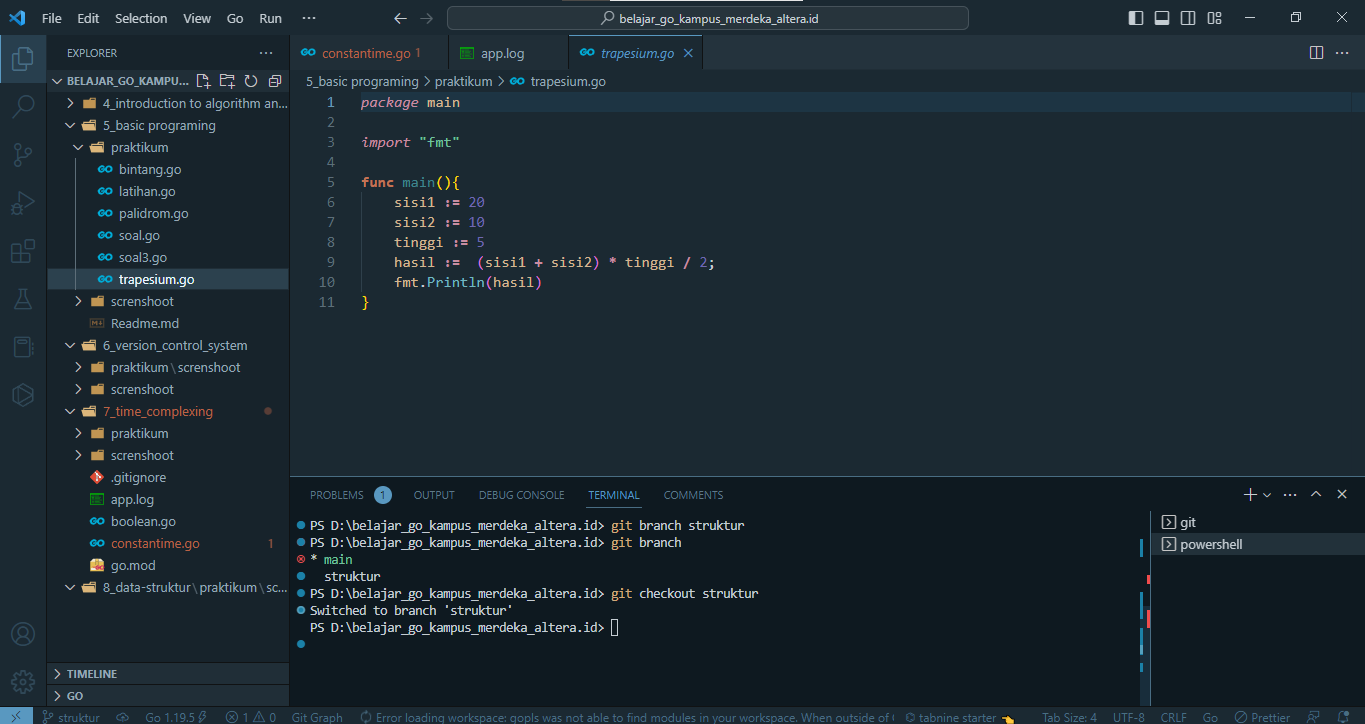 File Edit Selection View Go Run ··· belajar_go_kampus_merdeka_altera.id
EXPLORER
BELAJAR_GO_KAMPU...
4_introduction to algorithm an...
5_basic programing
praktikum
bintang.go
latihan.go
palidrom.go
soal.go
soal3.go
trapesium.go
screnshoot
Readme.md
6_version_control_system
praktikum\screnshoot
screnshoot
7_time_complexing
praktikum
screnshoot
.gitignore
app.log
boolean.go
constantime.go 1
go.mod
8_data-struktur\praktikum\sc...
TIMELINE
GO
constantime.go 1 app.log trapesium.go
5_basic programing > praktikum > trapesium.go
1 package main
2
3 import "fmt"
4
5 func main(){
6 sisi1 := 20
7 sisi2 := 10
8 tinggi := 5
9 hasil :=  (sisi1 + sisi2) * tinggi / 2;
10 fmt.Println(hasil)
11 }
PROBLEMS 1 OUTPUT DEBUG CONSOLE TERMINAL COMMENTS
PS D:\belajar_go_kampus_merdeka_altera.id> git branch struktur
PS D:\belajar_go_kampus_merdeka_altera.id> git branch
* main
struktur
PS D:\belajar_go_kampus_merdeka_altera.id> git checkout struktur
Switched to branch 'struktur'
PS D:\belajar_go_kampus_merdeka_altera.id>
git
powershell
struktur Go 1.19.5 1 0 Git Graph Error loading workspace: gopls was not able to find modules in your workspace. When outside of tabnine starter Tab Size: 4 UTF-8 CRLF Go Prettier